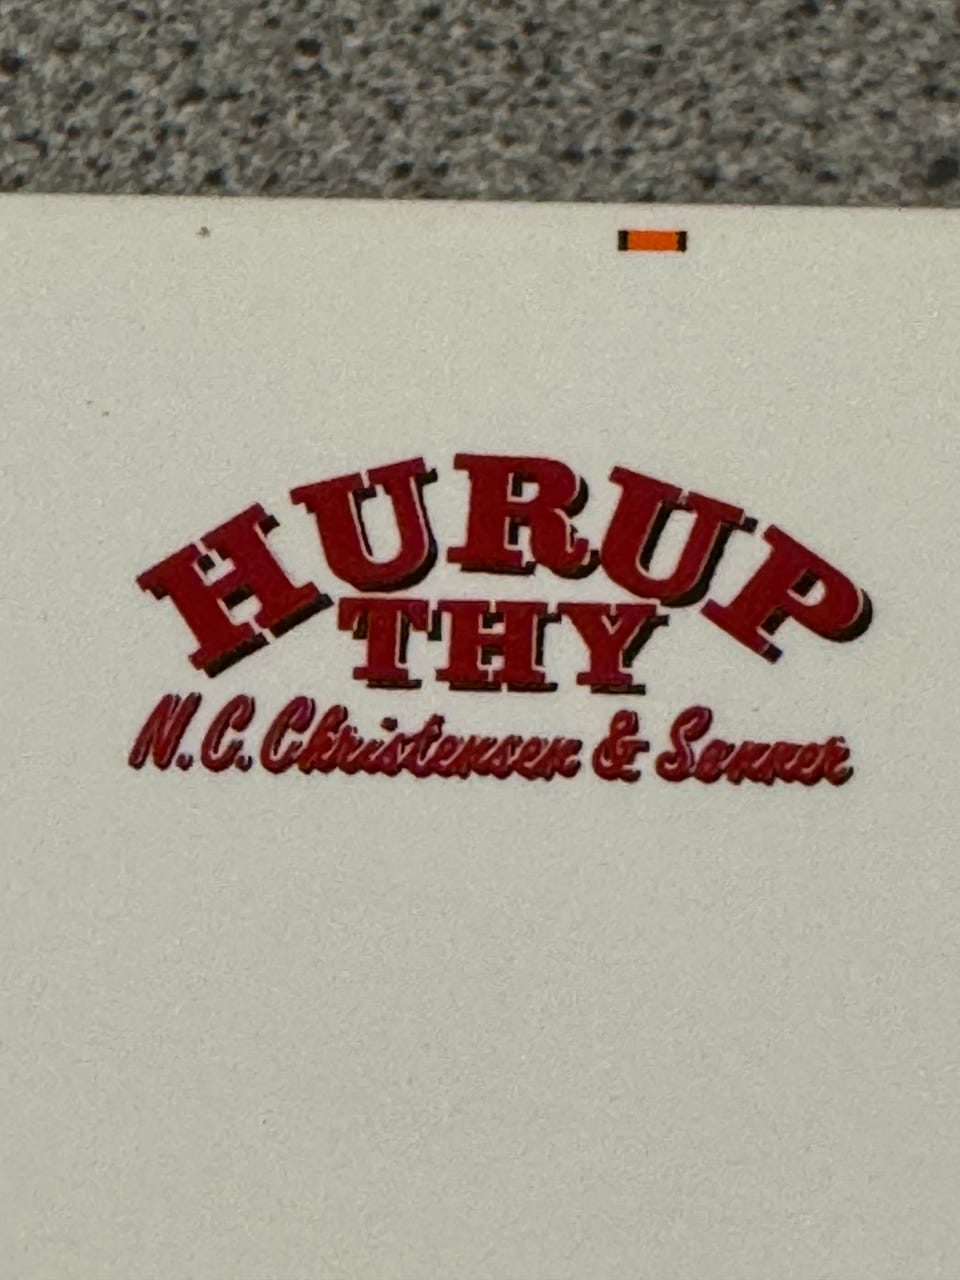 HURUP
THY
N.C. Christensen & Sønner